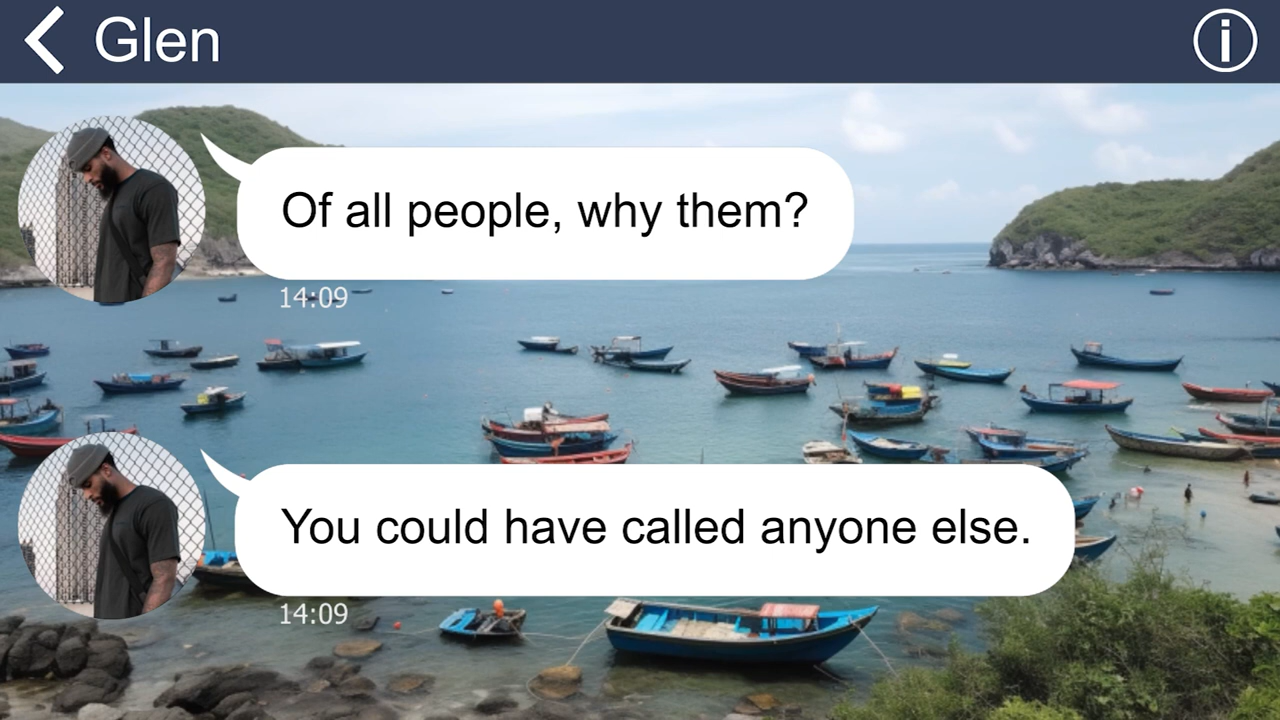 Glen
Of all people, why them?
14:09
You could have called anyone else.
14:09